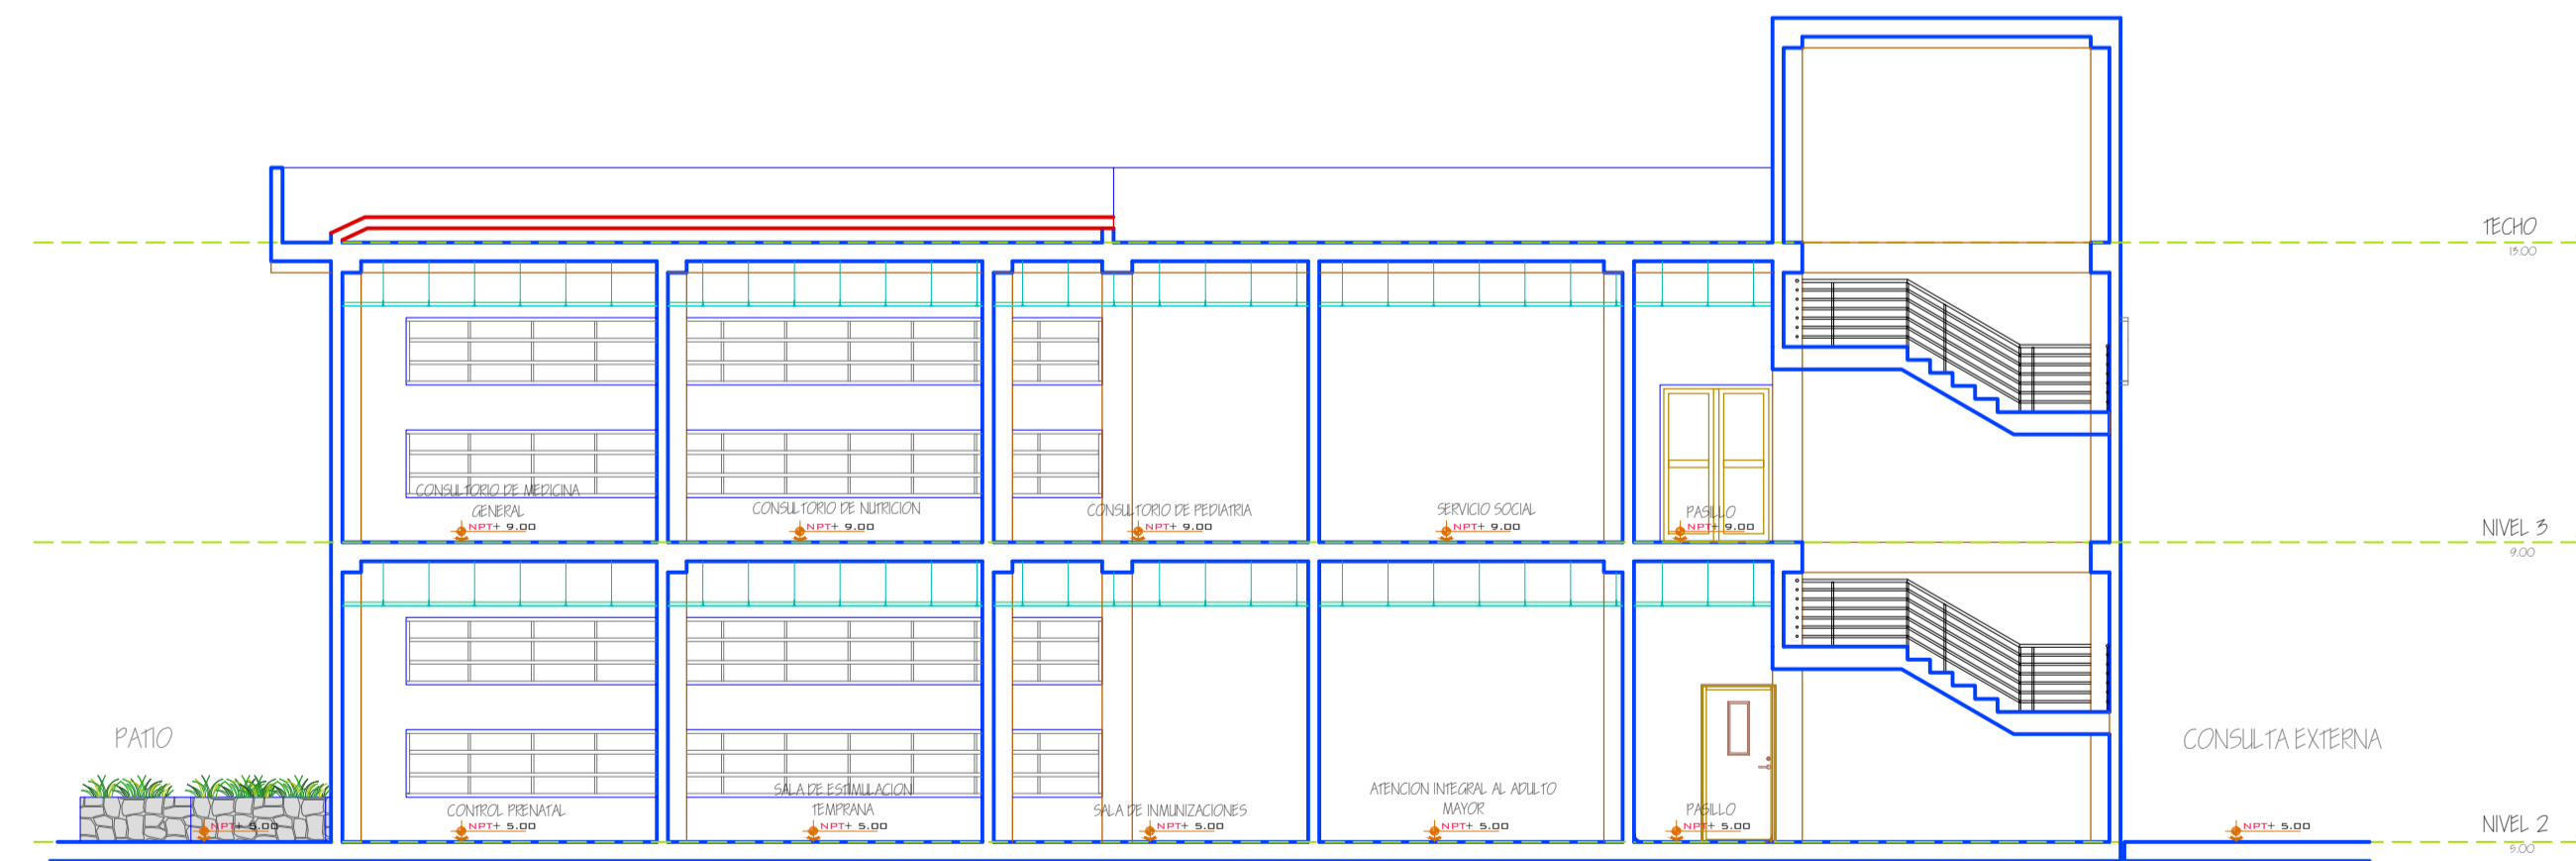 TECHO
13.00
CONSULTORIO DE MEDICINA
GENERAL
NPT+ 9.00
CONSULTORIO DE NUTRICION
NPT+ 9.00
CONSULTORIO DE PEDIATRIA
NPT+ 9.00
SERVICIO SOCIAL
NPT+ 9.00
PASILLO
NPT+ 9.00
NIVEL 3
9.00
PATIO
NPT+ 5.00
CONTROL PRENATAL
NPT+ 5.00
SALA DE ESTIMULACION
TEMPRANA
NPT+ 5.00
SALA DE INMUNIZACIONES
NPT+ 5.00
ATENCION INTEGRAL AL ADULTO
MAYOR
NPT+ 5.00
PASILLO
NPT+ 5.00
CONSULTA EXTERNA
NPT+ 5.00
NIVEL 2
5.00